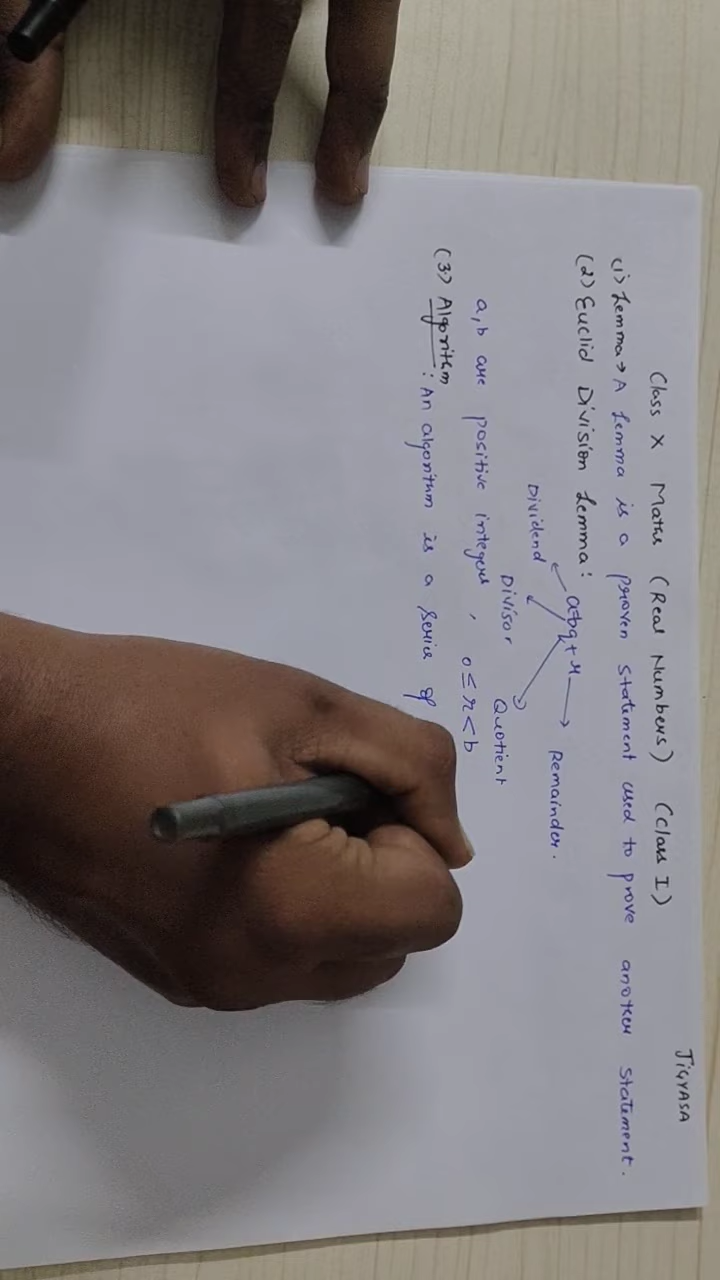 JIGYASA
Class X Maths (Real Numbers) (Class I)
(1) Lemma → A Lemma is a proven statement used to prove another statement.
(2) Euclid Division Lemma: a=bq+r → Remainder.
Dividend Divisor Quotient
a,b are positive integers, 0≤r<b
(3) Algorithm: An algorithm is a series of